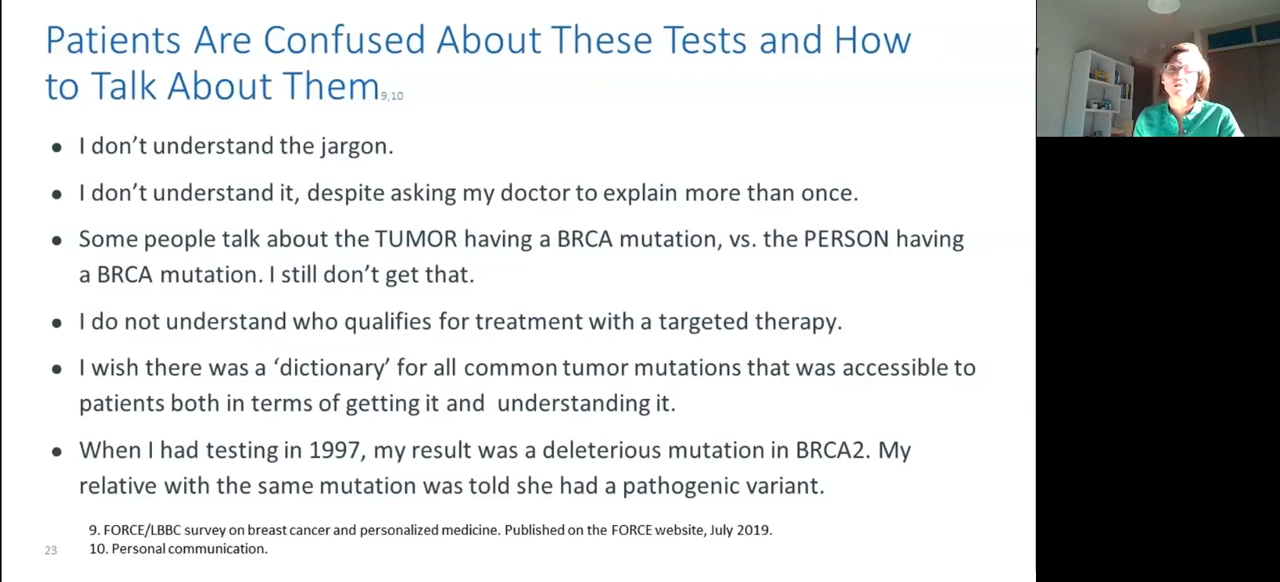 Patients Are Confused About These Tests and How
to Talk About Them9,10
● I don’t understand the jargon.
● I don’t understand it, despite asking my doctor to explain more than once.
● Some people talk about the TUMOR having a BRCA mutation, vs. the PERSON having
a BRCA mutation. I still don’t get that.
● I do not understand who qualifies for treatment with a targeted therapy.
● I wish there was a ‘dictionary’ for all common tumor mutations that was accessible to
patients both in terms of getting it and understanding it.
● When I had testing in 1997, my result was a deleterious mutation in BRCA2. My
relative with the same mutation was told she had a pathogenic variant.
9. FORCE/LBBC survey on breast cancer and personalized medicine. Published on the FORCE website, July 2019.
10. Personal communication.
23